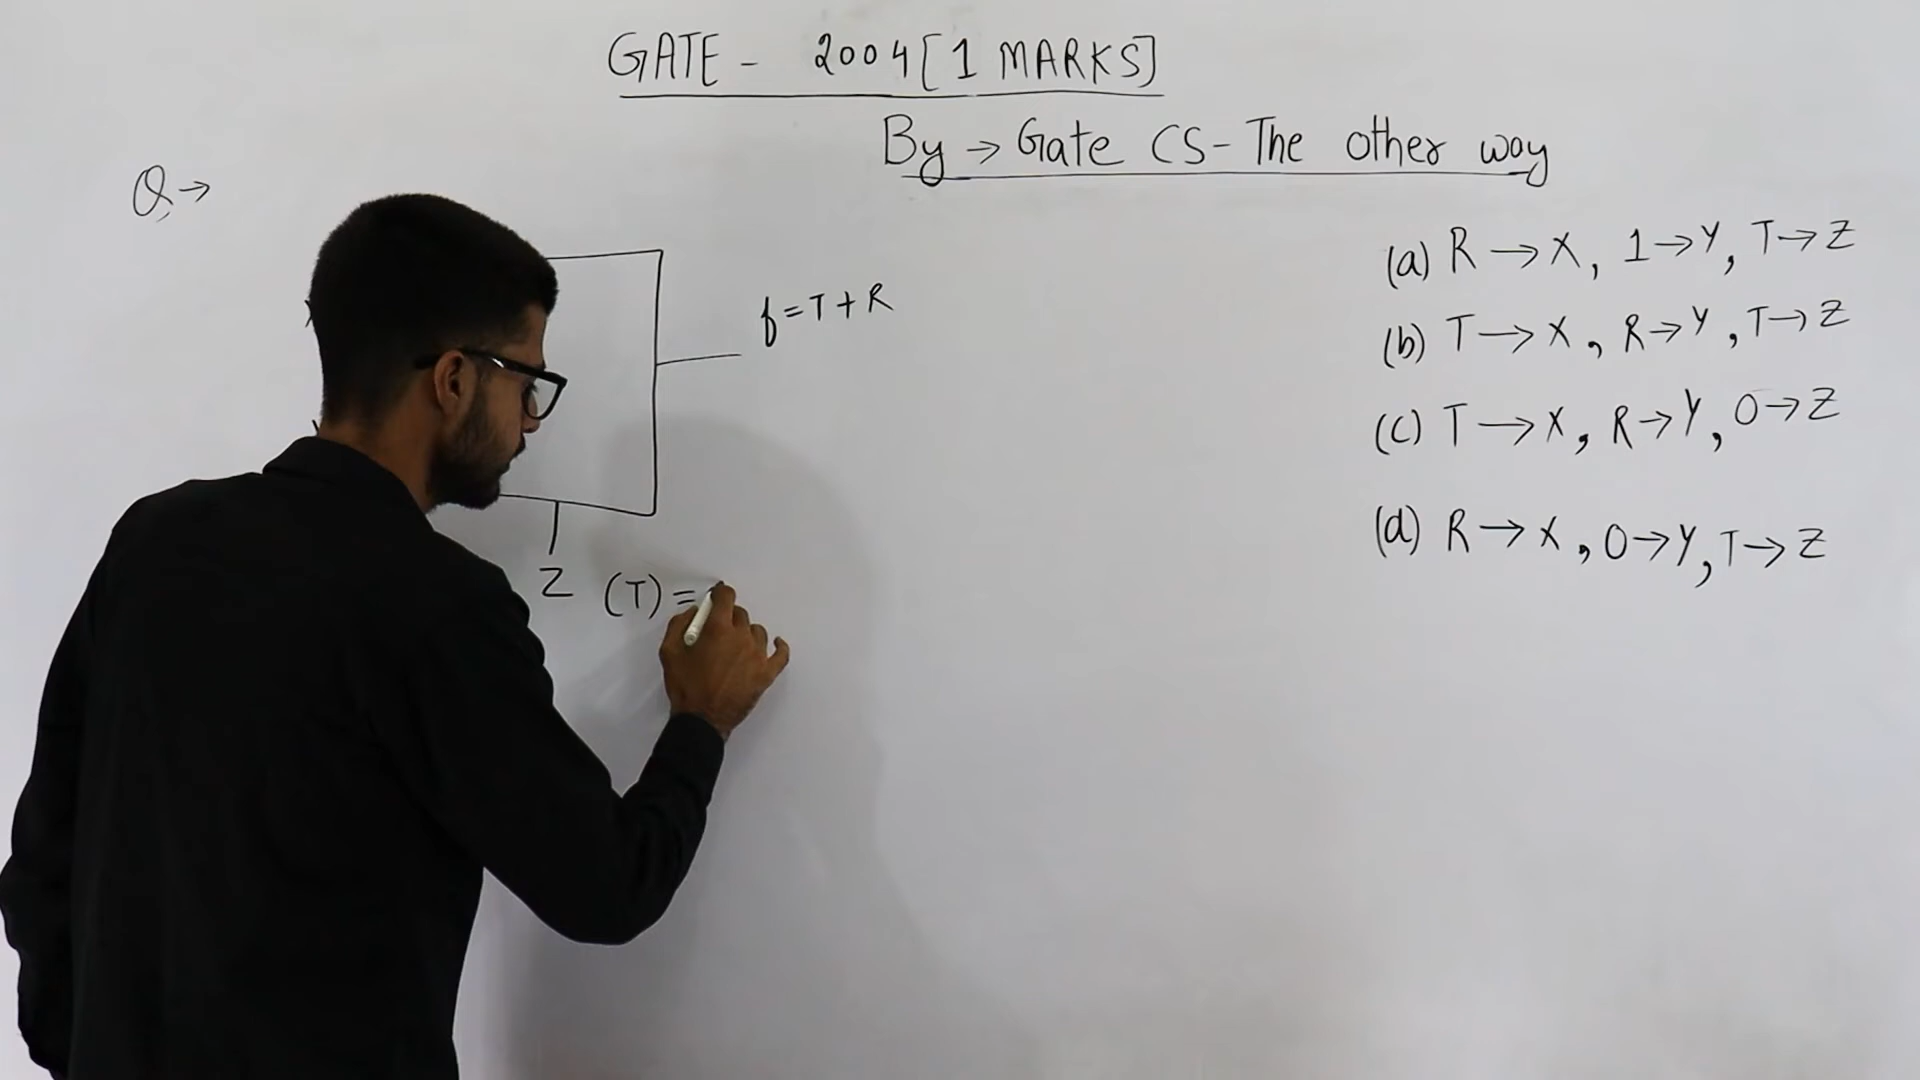 GATE - 2004 [1 MARKS]
By → Gate CS - The other way
Q →
f = T + R
Z (T) =
(a) R → X, 1 → Y, T → Z
(b) T → X, R → Y, T → Z
(c) T → X, R → Y, 0 → Z
(d) R → X, 0 → Y, T → Z